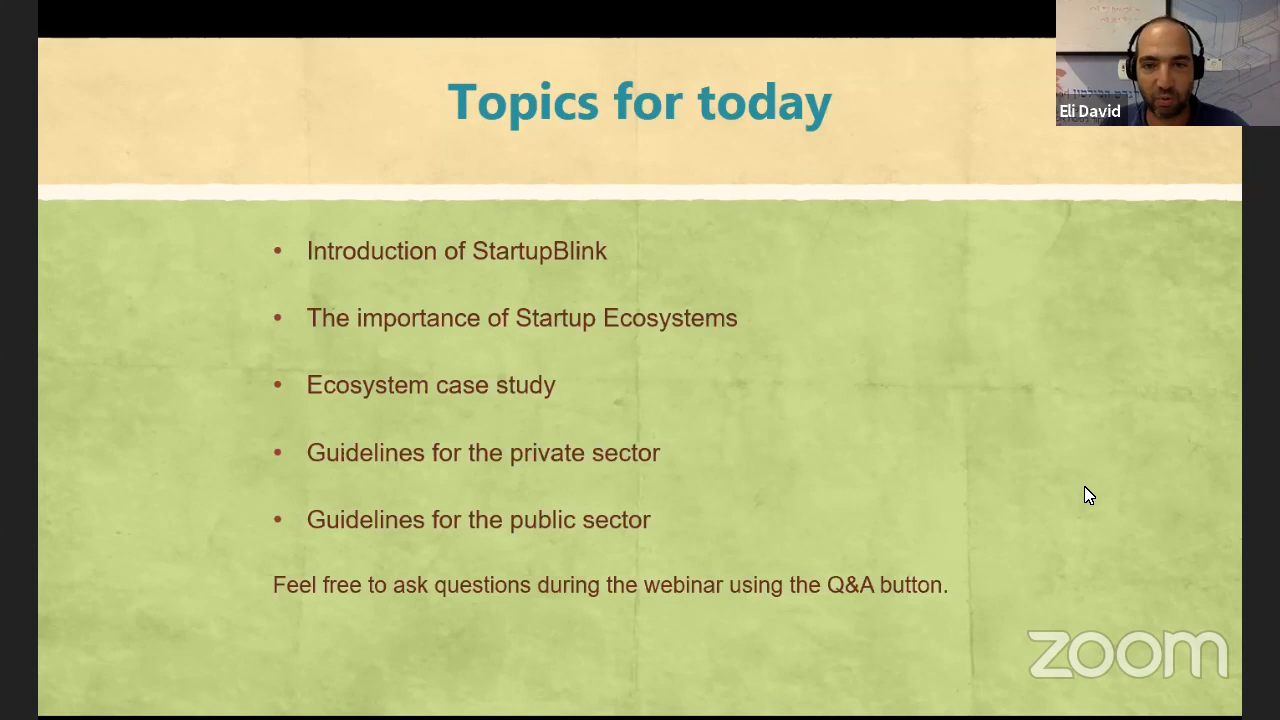 Topics for today
Eli David
• Introduction of StartupBlink
• The importance of Startup Ecosystems
• Ecosystem case study
• Guidelines for the private sector
• Guidelines for the public sector
Feel free to ask questions during the webinar using the Q&A button.
zoom